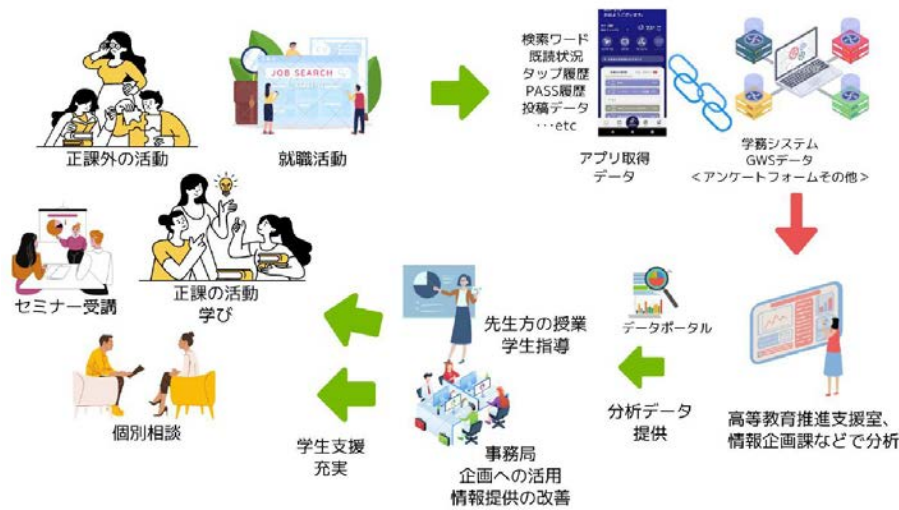 正課外の活動
JOB SEARCH
就職活動
検索ワード
既読状況
タップ履歴
PASS履歴
投稿データ
…etc
アプリ取得
データ
学務システム
GWSデータ
<アンケートフォームその他>
セミナー受講
正課の活動
学び
個別相談
学生支援
充実
先生方の授業
学生指導
事務局
企画への活用
情報提供の改善
データポータル
分析データ
提供
高等教育推進支援室、
情報企画課などで分析